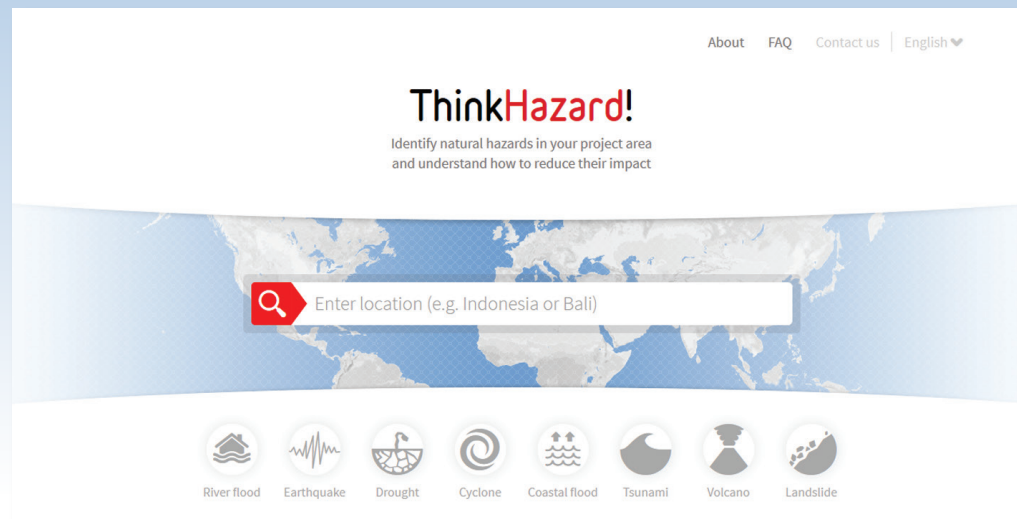 About FAQ Contact us English
ThinkHazard!
Identify natural hazards in your project area
and understand how to reduce their impact
Enter location (e.g. Indonesia or Bali)
River flood Earthquake Drought Cyclone Coastal flood Tsunami Volcano Landslide